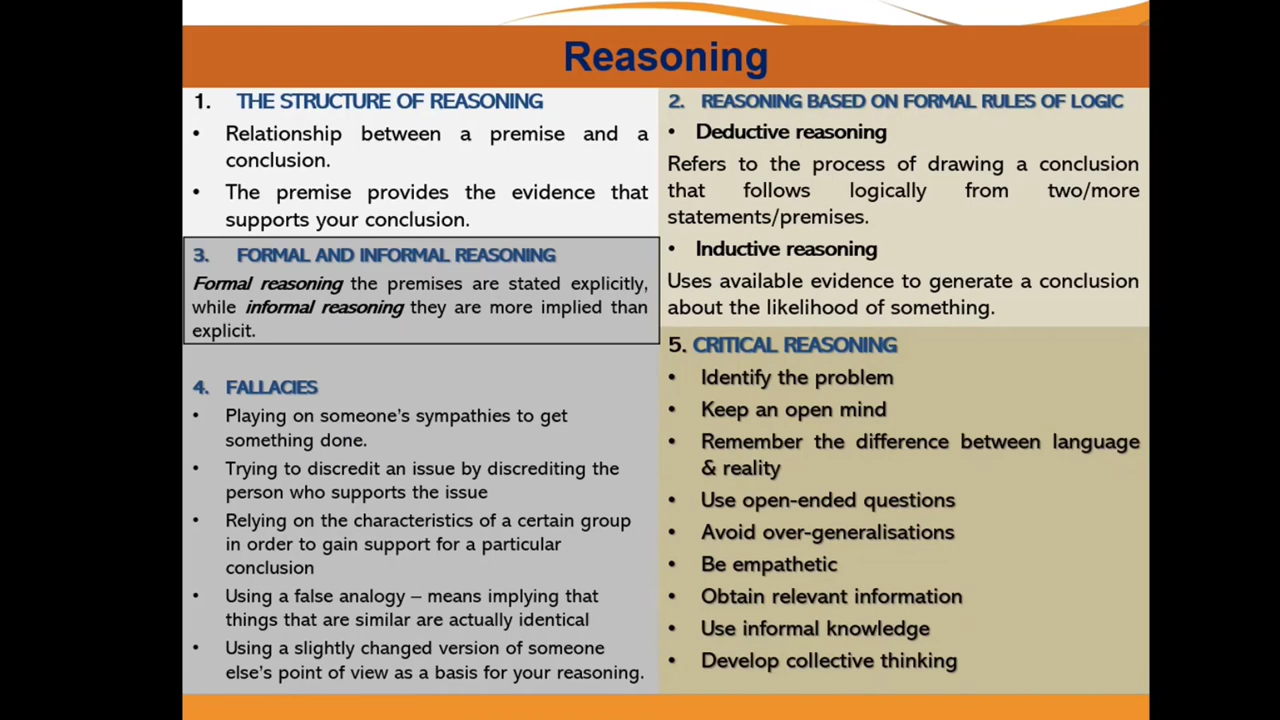 Reasoning
1. THE STRUCTURE OF REASONING
• Relationship between a premise and a
conclusion.
• The premise provides the evidence that
supports your conclusion.
2. REASONING BASED ON FORMAL RULES OF LOGIC
• Deductive reasoning
Refers to the process of drawing a conclusion
that follows logically from two/more
statements/premises.
• Inductive reasoning
Uses available evidence to generate a conclusion
about the likelihood of something.
3. FORMAL AND INFORMAL REASONING
Formal reasoning the premises are stated explicitly,
while informal reasoning they are more implied than
explicit.
4. FALLACIES
• Playing on someone’s sympathies to get
something done.
• Trying to discredit an issue by discrediting the
person who supports the issue
• Relying on the characteristics of a certain group
in order to gain support for a particular
conclusion
• Using a false analogy – means implying that
things that are similar are actually identical
• Using a slightly changed version of someone
else’s point of view as a basis for your reasoning.
5. CRITICAL REASONING
• Identify the problem
• Keep an open mind
• Remember the difference between language
& reality
• Use open-ended questions
• Avoid over-generalisations
• Be empathetic
• Obtain relevant information
• Use informal knowledge
• Develop collective thinking